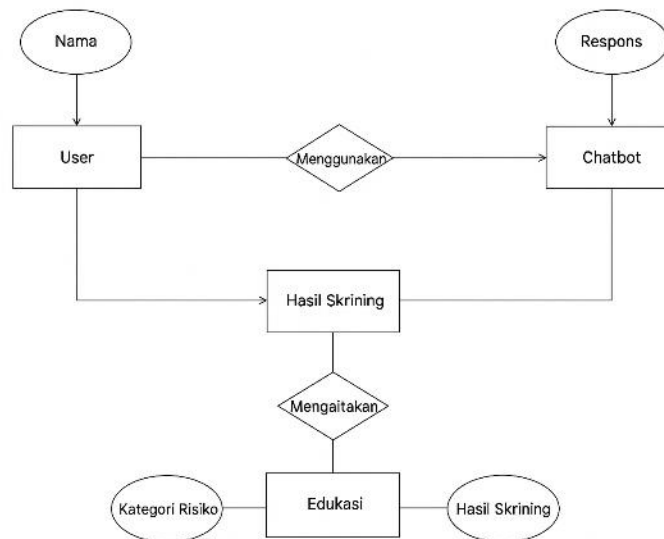 Nama
Respons
User
Menggunakan
Chatbot
Hasil Skrining
Mengaitakan
Kategori Risiko
Edukasi
Hasil Skrining